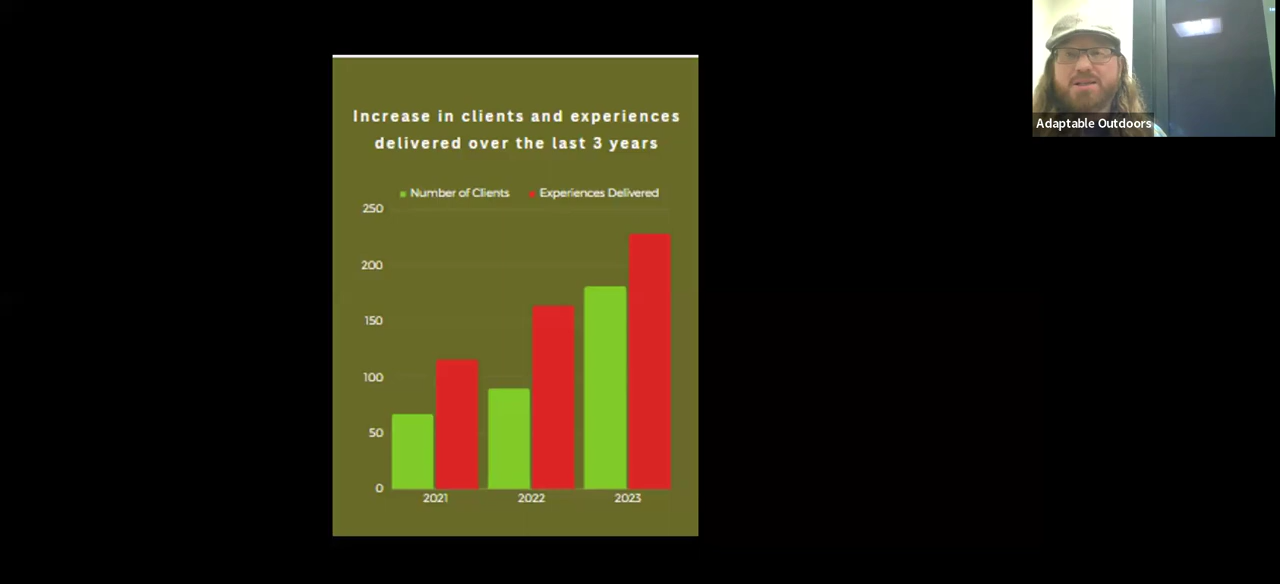 Adaptable Outdoors
Increase in clients and experiences
delivered over the last 3 years
Number of Clients Experiences Delivered
250
200
150
100
50
0
2021 2022 2023